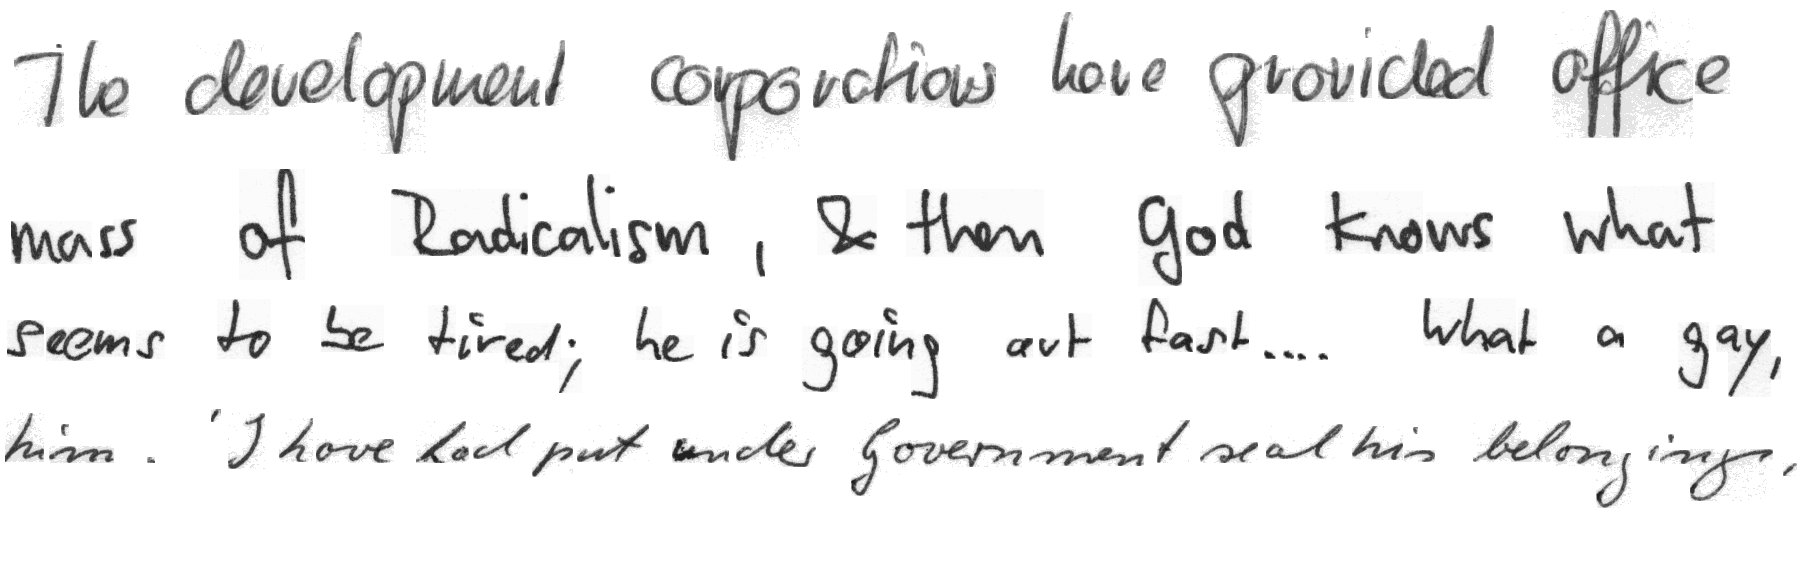 The development corporations have provided office
mass of Radicalism, & then God knows what
seems to be tired; he is going out fast.... What a gay,
him. 'I have had put under Government seal his belongings,